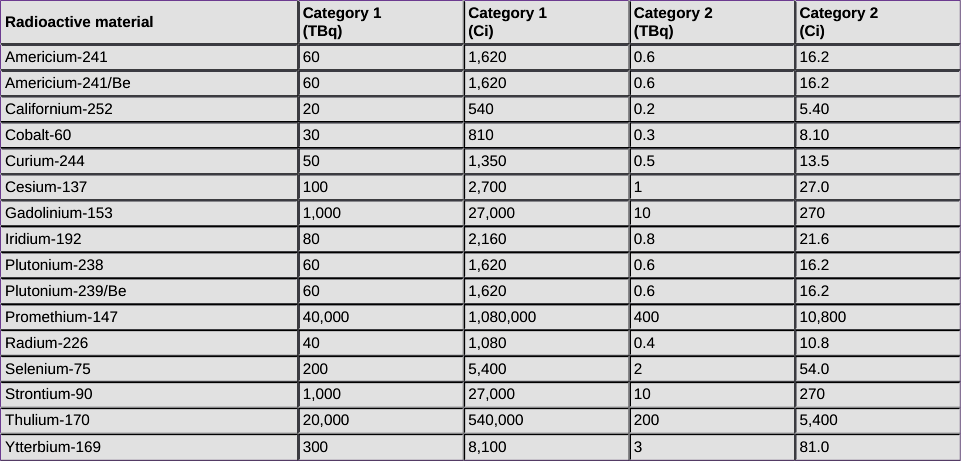 Radioactive material Category 1 (TBq) Category 1 (Ci) Category 2 (TBq) Category 2 (Ci)
Americium-241 60 1,620 0.6 16.2
Americium-241/Be 60 1,620 0.6 16.2
Californium-252 20 540 0.2 5.40
Cobalt-60 30 810 0.3 8.10
Curium-244 50 1,350 0.5 13.5
Cesium-137 100 2,700 1 27.0
Gadolinium-153 1,000 27,000 10 270
Iridium-192 80 2,160 0.8 21.6
Plutonium-238 60 1,620 0.6 16.2
Plutonium-239/Be 60 1,620 0.6 16.2
Promethium-147 40,000 1,080,000 400 10,800
Radium-226 40 1,080 0.4 10.8
Selenium-75 200 5,400 2 54.0
Strontium-90 1,000 27,000 10 270
Thulium-170 20,000 540,000 200 5,400
Ytterbium-169 300 8,100 3 81.0